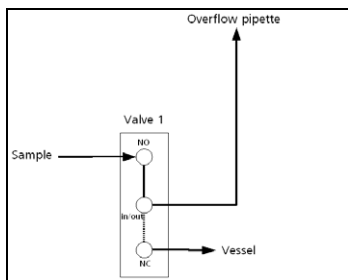 Overflow pipette
Valve 1
NO
Sample
in/out
Vessel
NC